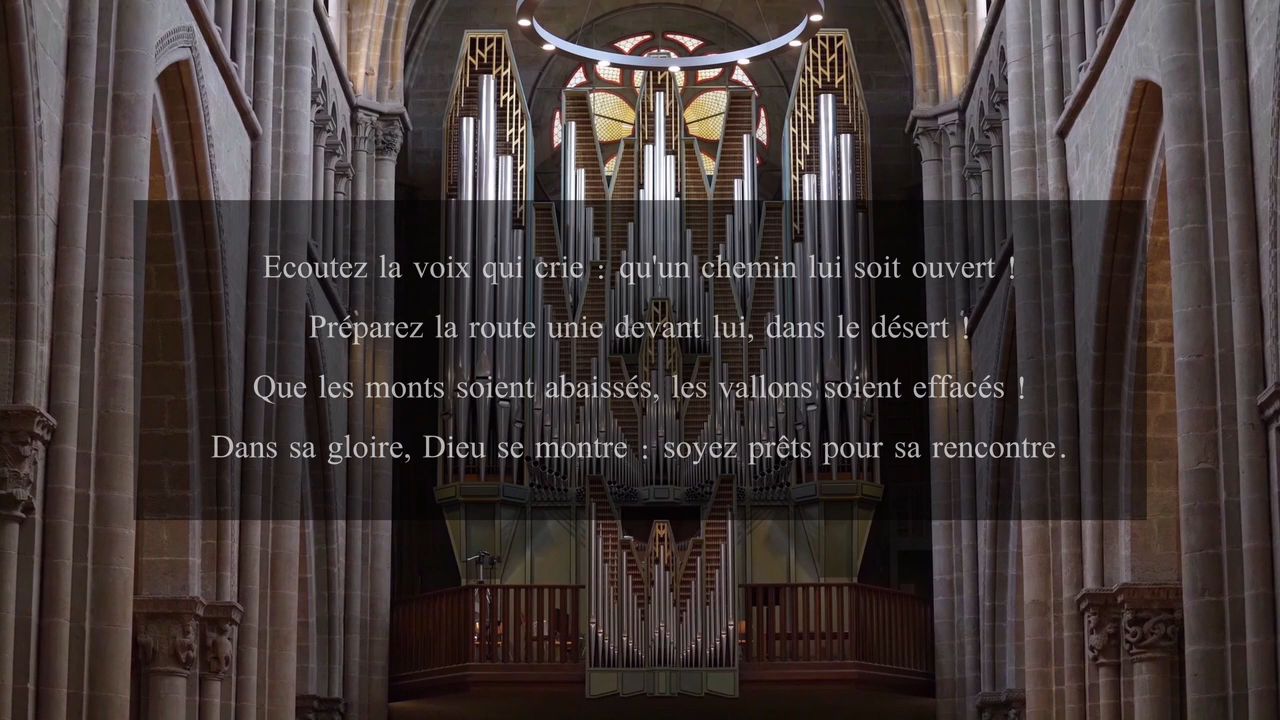 Ecoutez la voix qui crie : qu'un chemin lui soit ouvert !
Préparez la route unie devant lui, dans le désert !
Que les monts soient abaissés, les vallons soient effacés !
Dans sa gloire, Dieu se montre : soyez prêts pour sa rencontre.